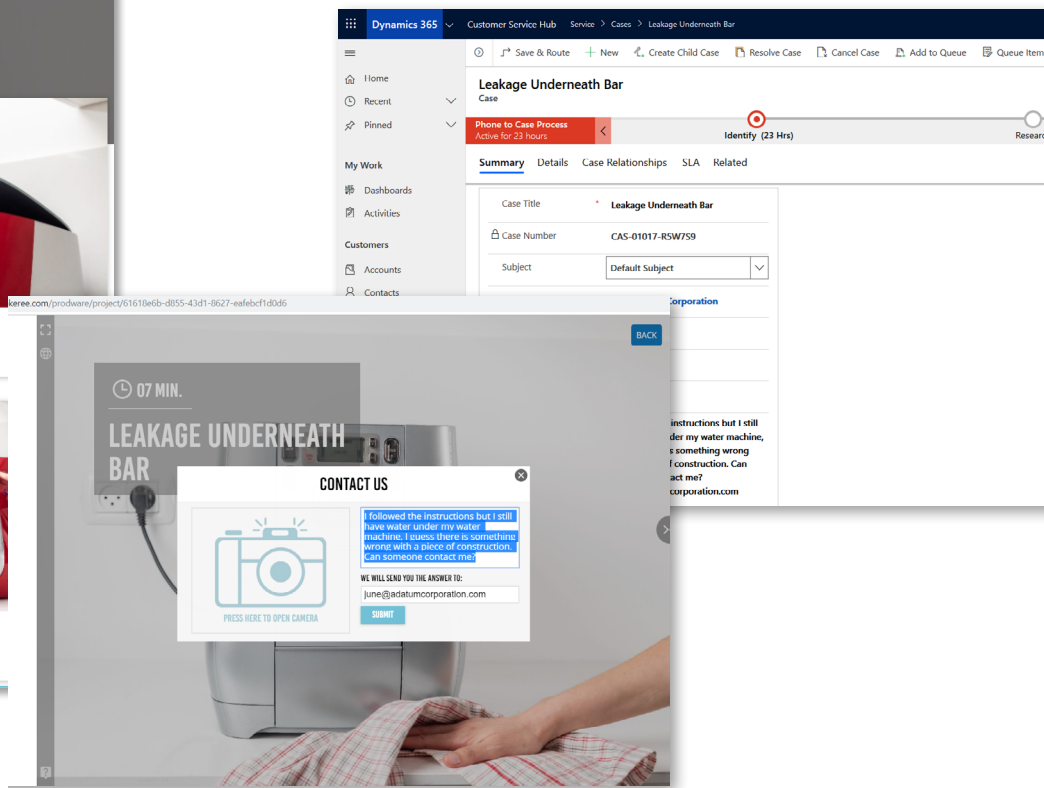 Dynamics 365
Customer Service Hub
Service > Cases > Leakage Underneath Bar
Save & Route
New
Create Child Case
Resolve Case
Cancel Case
Add to Queue
Queue Item
Home
Recent
Pinned
My Work
Dashboards
Activities
Customers
Accounts
Contacts
Leakage Underneath Bar
Case
Phone to Case Process
Active for 23 hours
Identify (23 Hrs)
Researc
Summary
Details
Case Relationships
SLA
Related
Case Title
*
Leakage Underneath Bar
Case Number
CAS-01017-R5W7S9
Subject
Default Subject
Corporation
instructions but I still
der my water machine,
s something wrong
f construction. Can
act me?
corporation.com
keree.com/prodware/project/61618e6b-d855-43d1-8627-eafebcf1d0d6
BACK
07 MIN.
LEAKAGE UNDERNEATH
BAR
CONTACT US
I followed the instructions but I still
have water under my water
machine. I guess there is something
wrong with a piece of construction.
Can someone contact me?
WE WILL SEND YOU THE ANSWER TO:
june@adatumcorporation.com
SUBMIT
PRESS HERE TO OPEN CAMERA